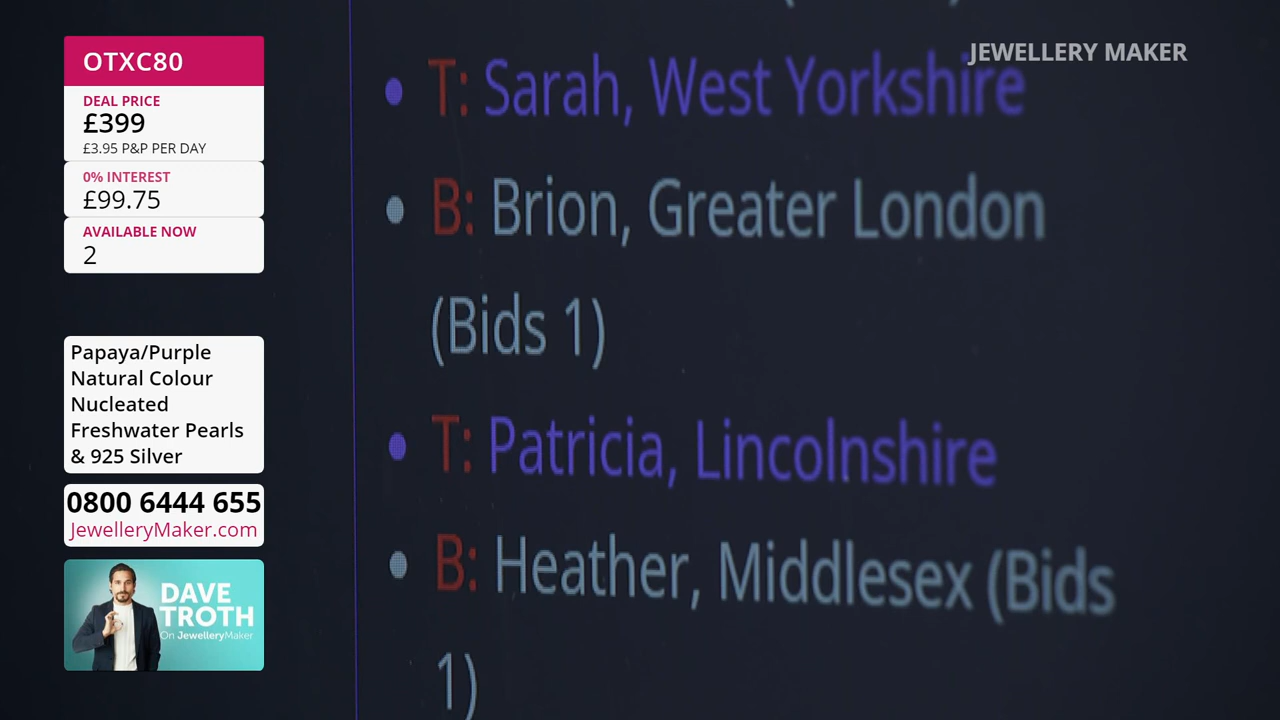 OTXC80
DEAL PRICE
£399
£3.95 P&P PER DAY
0% INTEREST
£99.75
AVAILABLE NOW
2
Papaya/Purple
Natural Colour
Nucleated
Freshwater Pearls
& 925 Silver
0800 6444 655
JewelleryMaker.com
DAVE
TROTH
On JewelleryMaker
JEWELLERY MAKER
T: Sarah, West Yorkshire
B: Brion, Greater London
(Bids 1)
T: Patricia, Lincolnshire
B: Heather, Middlesex (Bids
1)